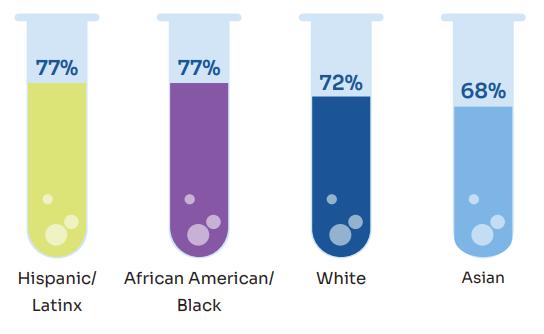 77%
77%
72%
68%
Hispanic/
Latinx
African American/
Black
White
Asian